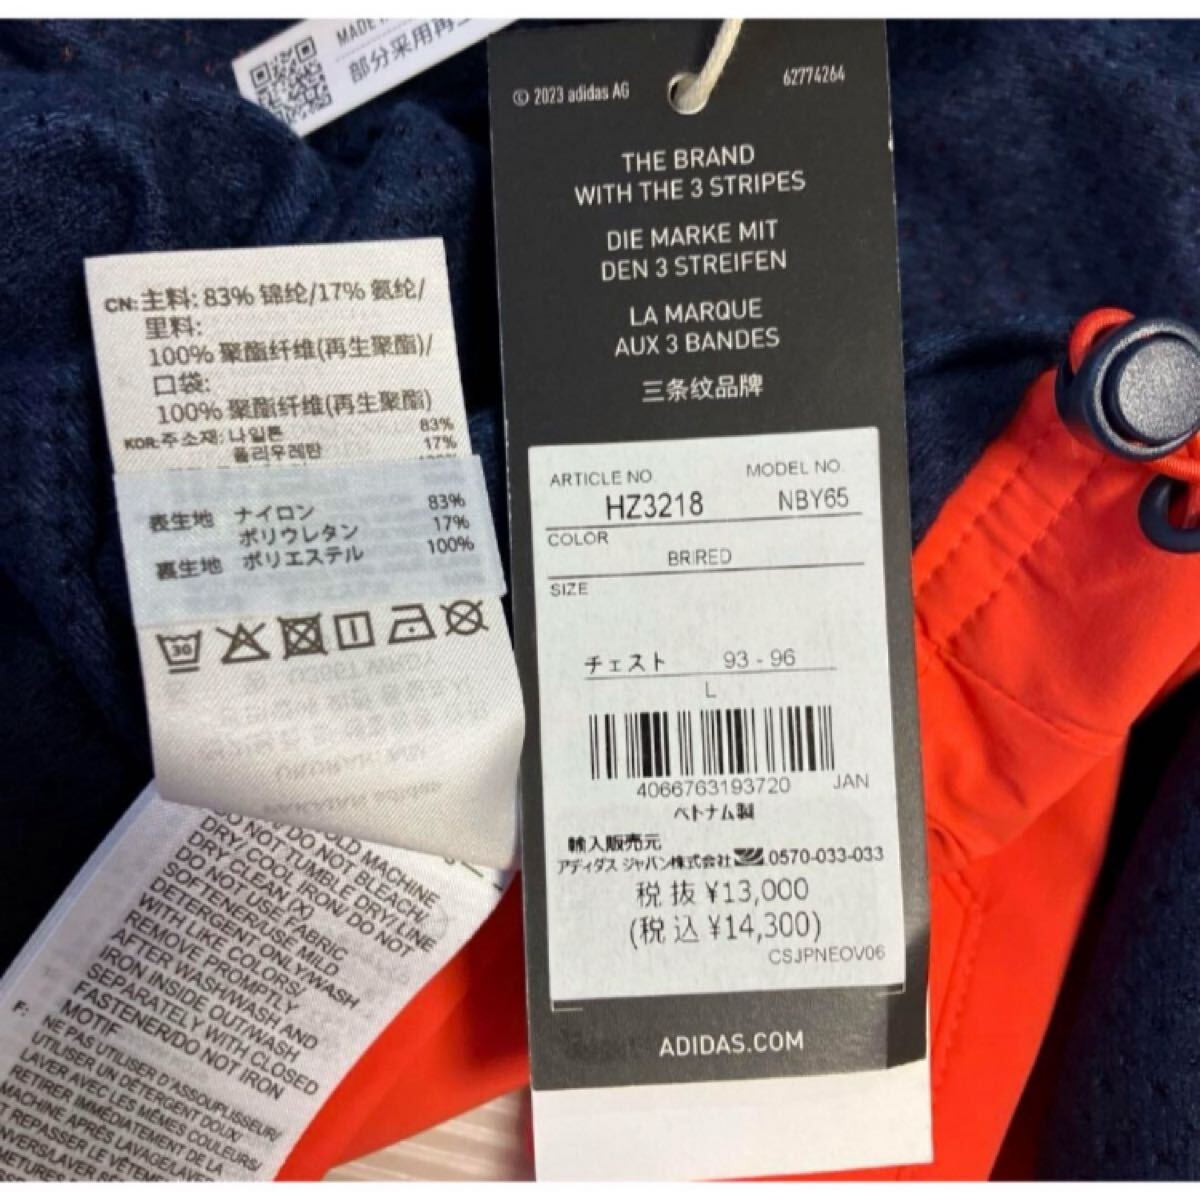 MADE
部分采用再
© 2023 adidas AG
62774264
THE BRAND
WITH THE 3 STRIPES
DIE MARKE MIT
DEN 3 STREIFEN
LA MARQUE
AUX 3 BANDES
三条纹品牌
ARTICLE NO
MODEL NO.
HZ3218
NBY65
COLOR
BRIRED
SIZE
チェスト 93 - 96
L
4066763193720 JAN
ベトナム製
輸入販売元
アディダス ジャパン株式会社 0570-033-033
税抜 ¥13,000
(税込 ¥14,300)
CSJPNEOV06
ADIDAS.COM
CN: 主料: 83% 锦纶/17% 氨纶/
里料:
100% 聚酯纤维(再生聚酯)/
口袋:
100% 聚酯纤维(再生聚酯)
KOR: 주소재: 나일론 83%
폴리우레탄 17%
表生地 ナイロン 83%
ポリウレタン 17%
裏生地 ポリエステル 100%
30
OLD MACHINE
DO NOT BLEACH/
DO NOT TUMBLE DRY/LINE
DRY/ COOL IRON/ DO NOT
DRY CLEAN (X)
DO NOT USE FABRIC
SOFTENER/USE MILD
DETERGENT ONLY/WASH
WITH LIKE COLORS/
REMOVE PROMPTLY
AFTER WASH/WASH AND
IRON INSIDE OUT/WASH
SEPARATELY WITH CLOSED
FASTENER/DO NOT IRON
MOTIF
F: NE PAS UTILISER D'ASSOUPLISSEUR/
UTILISER UN DÉTERGENT DOUX/
LAVER AVEC LES MÊMES COULEURS/
RETIRER IMMÉDIATEMENT DE LA
MACHINE APRÈS LAVAGE/LAVER
REPASSER LE VÊTEMENT